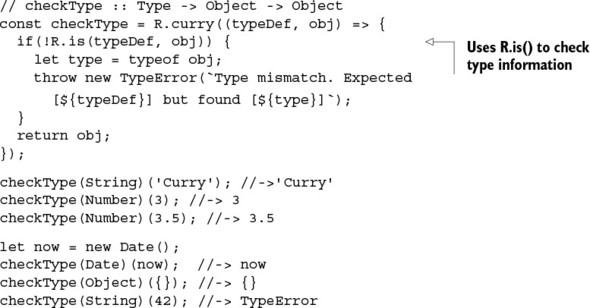 // checkType :: Type -> Object -> Object
const checkType = R.curry((typeDef, obj) => {
  if(!R.is(typeDef, obj)) {
    let type = typeof obj;
    throw new TypeError(`Type mismatch. Expected
      [${typeDef}] but found [${type}]`);
  }
  return obj;
});
Uses R.is() to check
type information
checkType(String)('Curry'); //->'Curry'
checkType(Number)(3); //-> 3
checkType(Number)(3.5); //-> 3.5
let now = new Date();
checkType(Date)(now);  //-> now
checkType(Object)({}); //-> {}
checkType(String)(42); //-> TypeError